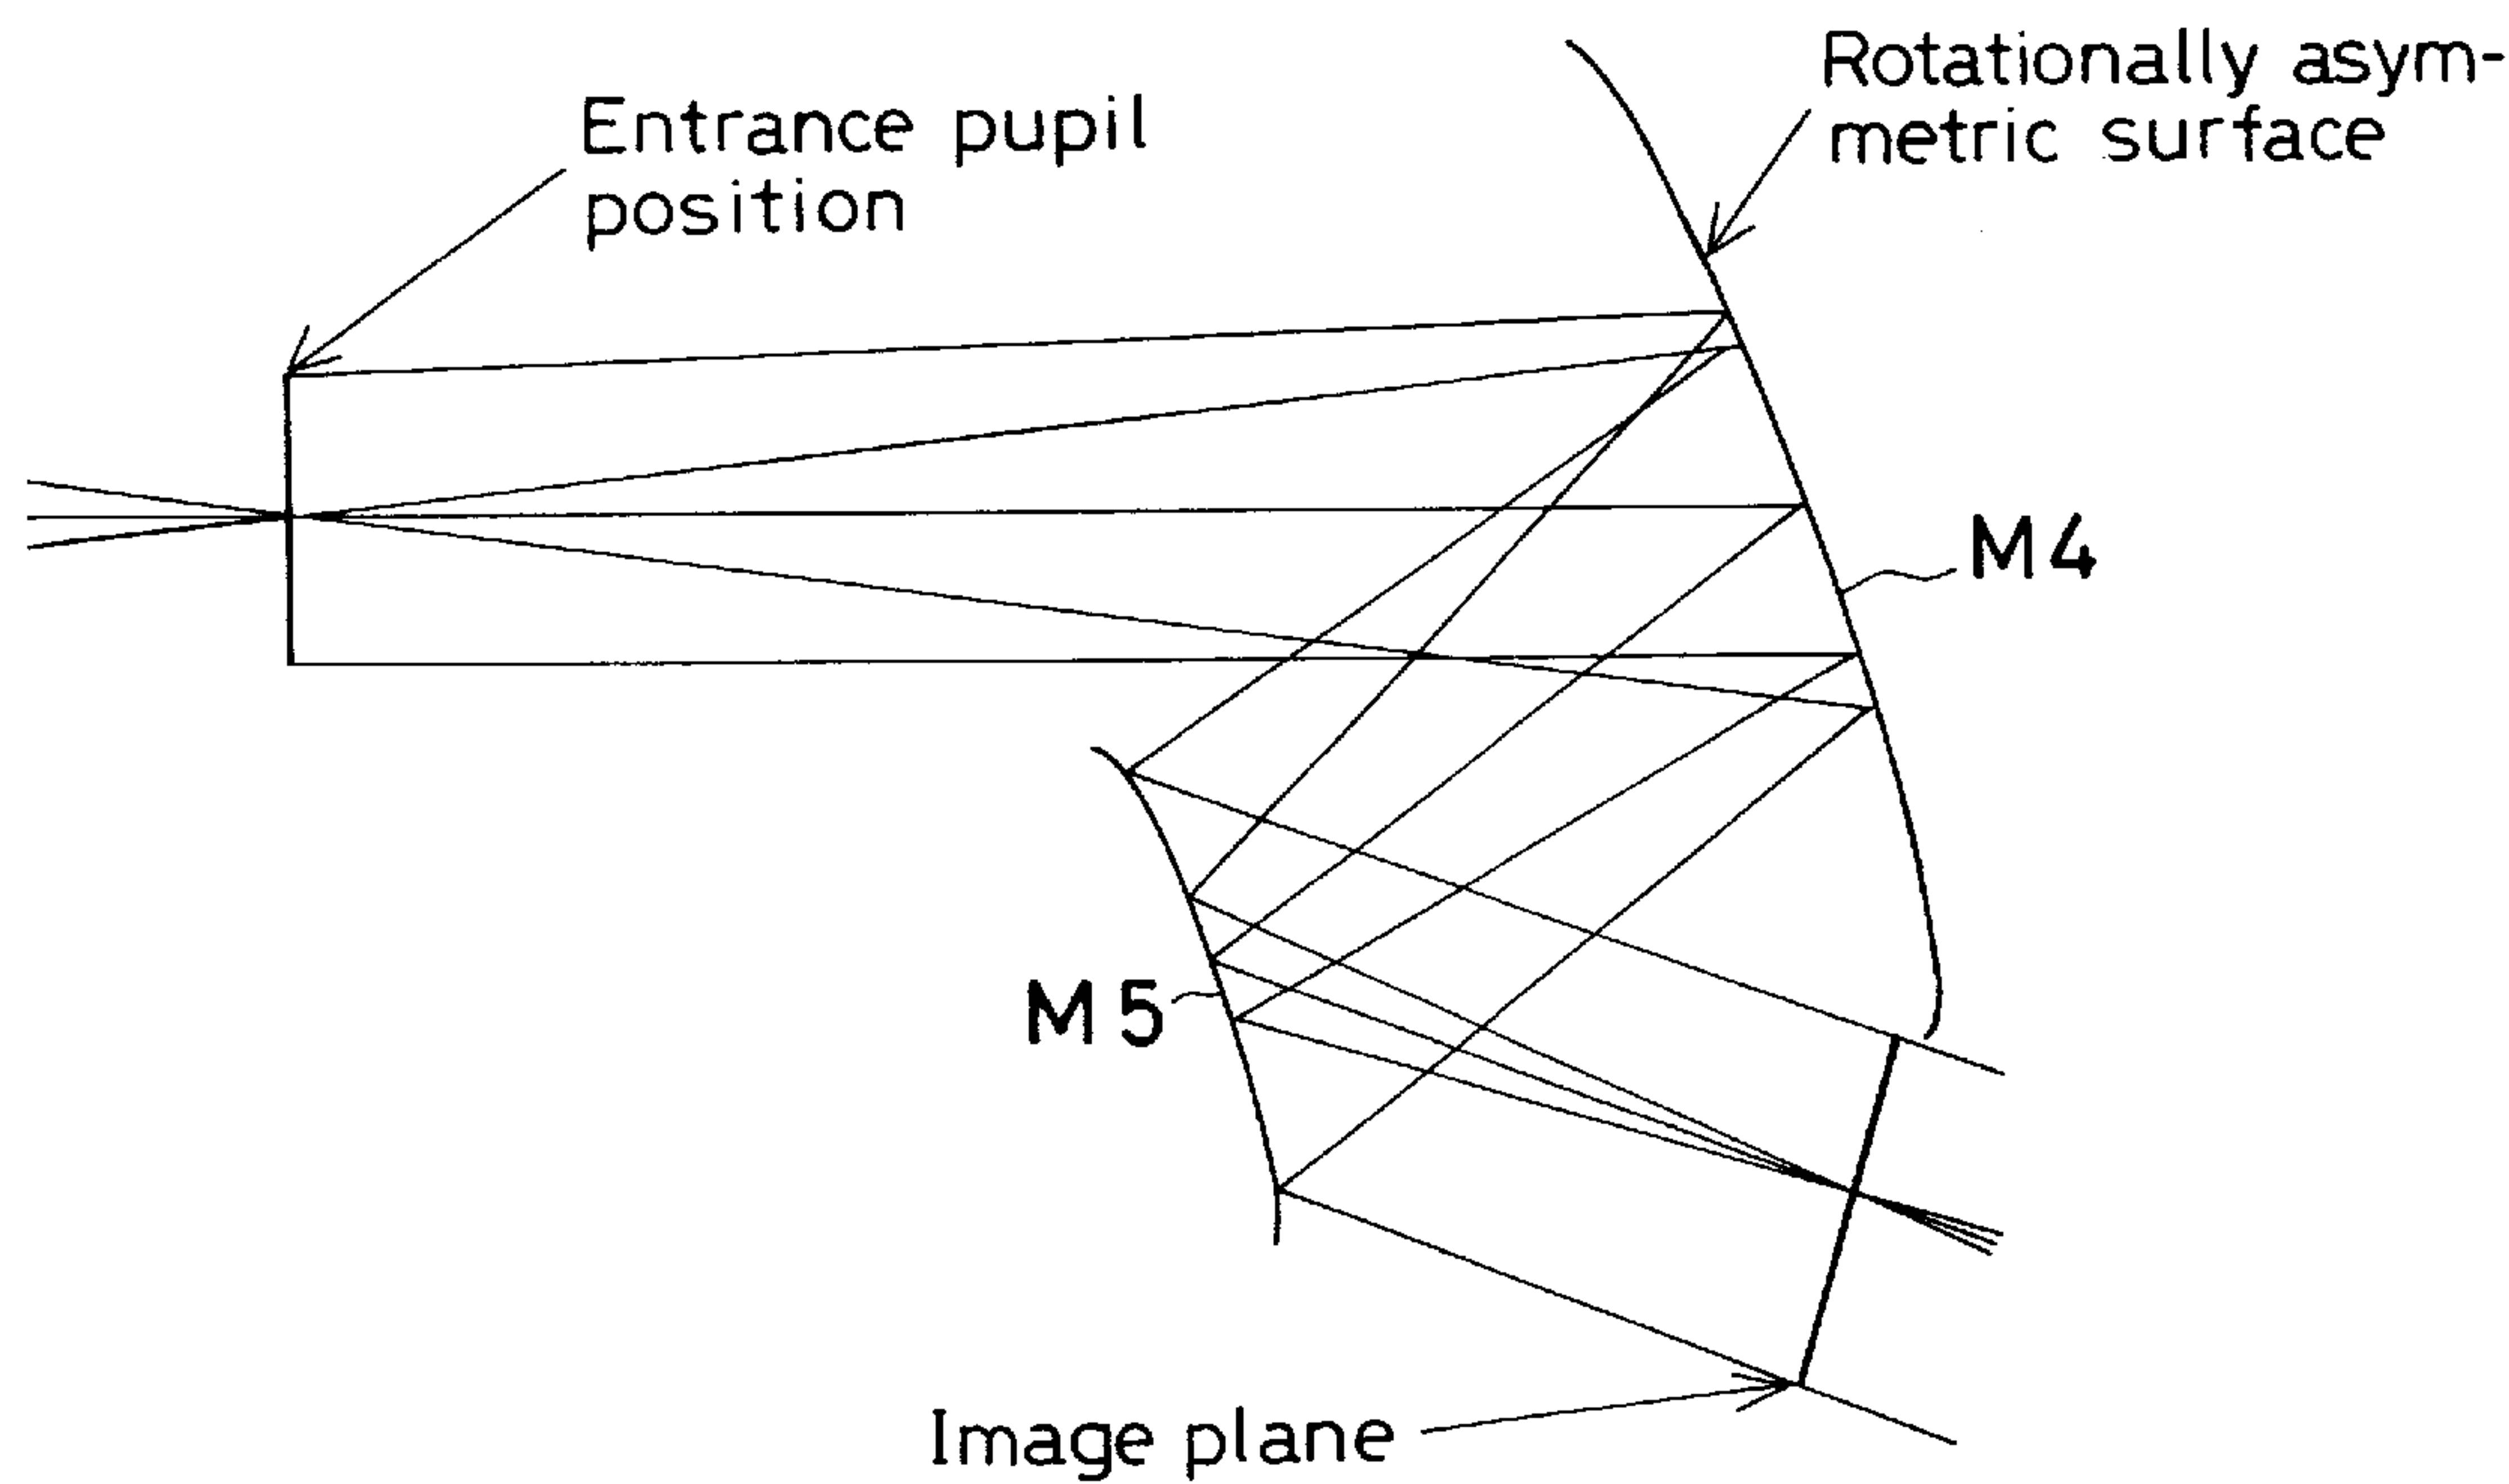 Rotationally asym-
metric surface
Entrance pupil
position
M4
M5
Image plane